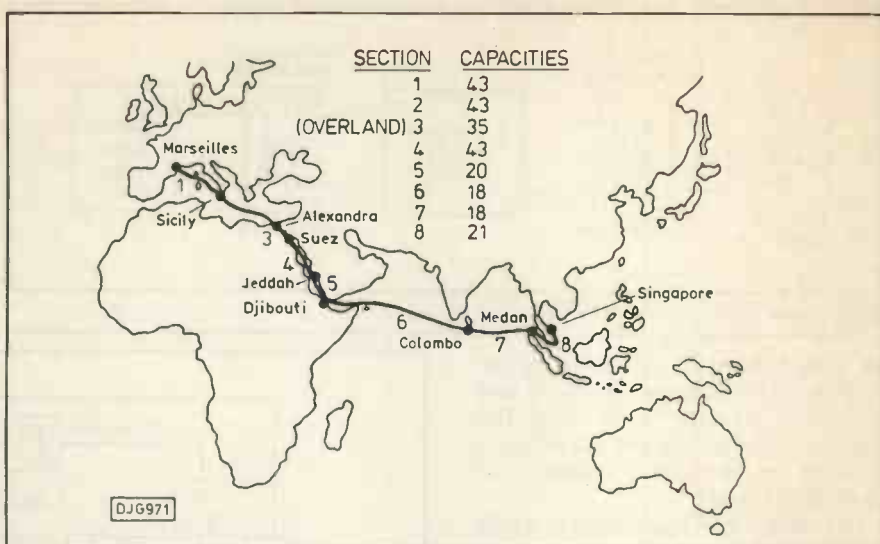 SECTION CAPACITIES
1 43
2 43
(OVERLAND) 3 35
4 43
5 20
6 18
7 18
8 21
Marseilles
1
Sicily
Alexandra
3
Suez
4
Jeddah
5
Djibouti
6
Colombo
7
Medan
8
Singapore
DJG971